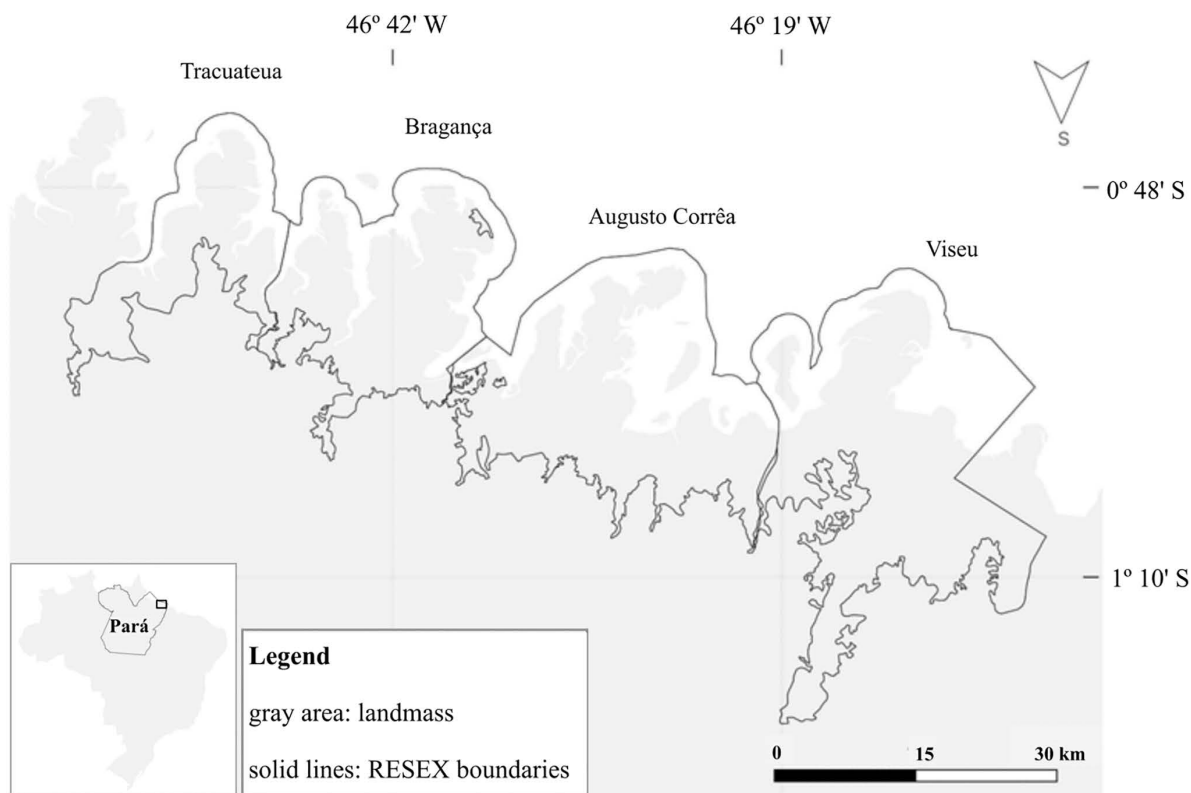 46º 42' W
46º 19' W
Tracuateua
Bragança
S
0º 48' S
Augusto Corrêa
Viseu
1º 10' S
Pará
Legend
gray area: landmass
solid lines: RESEX boundaries
0 15 30 km